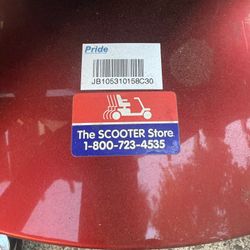 Pride
JB105310158C30
The SCOOTER Store
1-800-723-4535